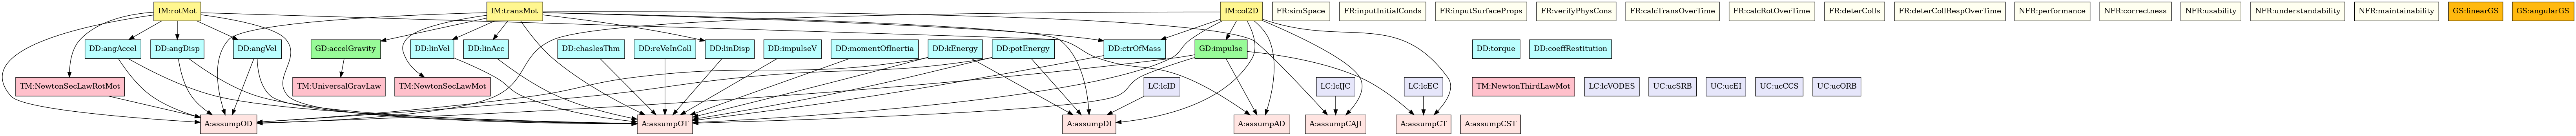 IM:rotMot
IM:transMot
IM:col2D
FR:simSpace
FR:inputInitialConds
FR:inputSurfaceProps
FR:verifyPhysCons
FR:calcTransOverTime
FR:calcRotOverTime
FR:deterColls
FR:deterCollRespOverTime
NFR:performance
NFR:correctness
NFR:usability
NFR:understandability
NFR:maintainability
GS:linearGS
GS:angularGS
DD:angAccel
DD:angDisp
DD:angVel
GD:accelGravity
DD:linVel
DD:linAcc
DD:chaslesThm
DD:reVeInColl
DD:linDisp
DD:impulseV
DD:momentOfInertia
DD:kEnergy
DD:potEnergy
DD:ctrOfMass
GD:impulse
DD:torque
DD:coeffRestitution
TM:NewtonSecLawRotMot
TM:UniversalGravLaw
TM:NewtonSecLawMot
LC:lcID
LC:lcIJC
LC:lcEC
TM:NewtonThirdLawMot
LC:lcVODES
UC:ucSRB
UC:ucEI
UC:ucCCS
UC:ucORB
A:assumpOD
A:assumpOT
A:assumpDI
A:assumpAD
A:assumpCAJI
A:assumpCT
A:assumpCST